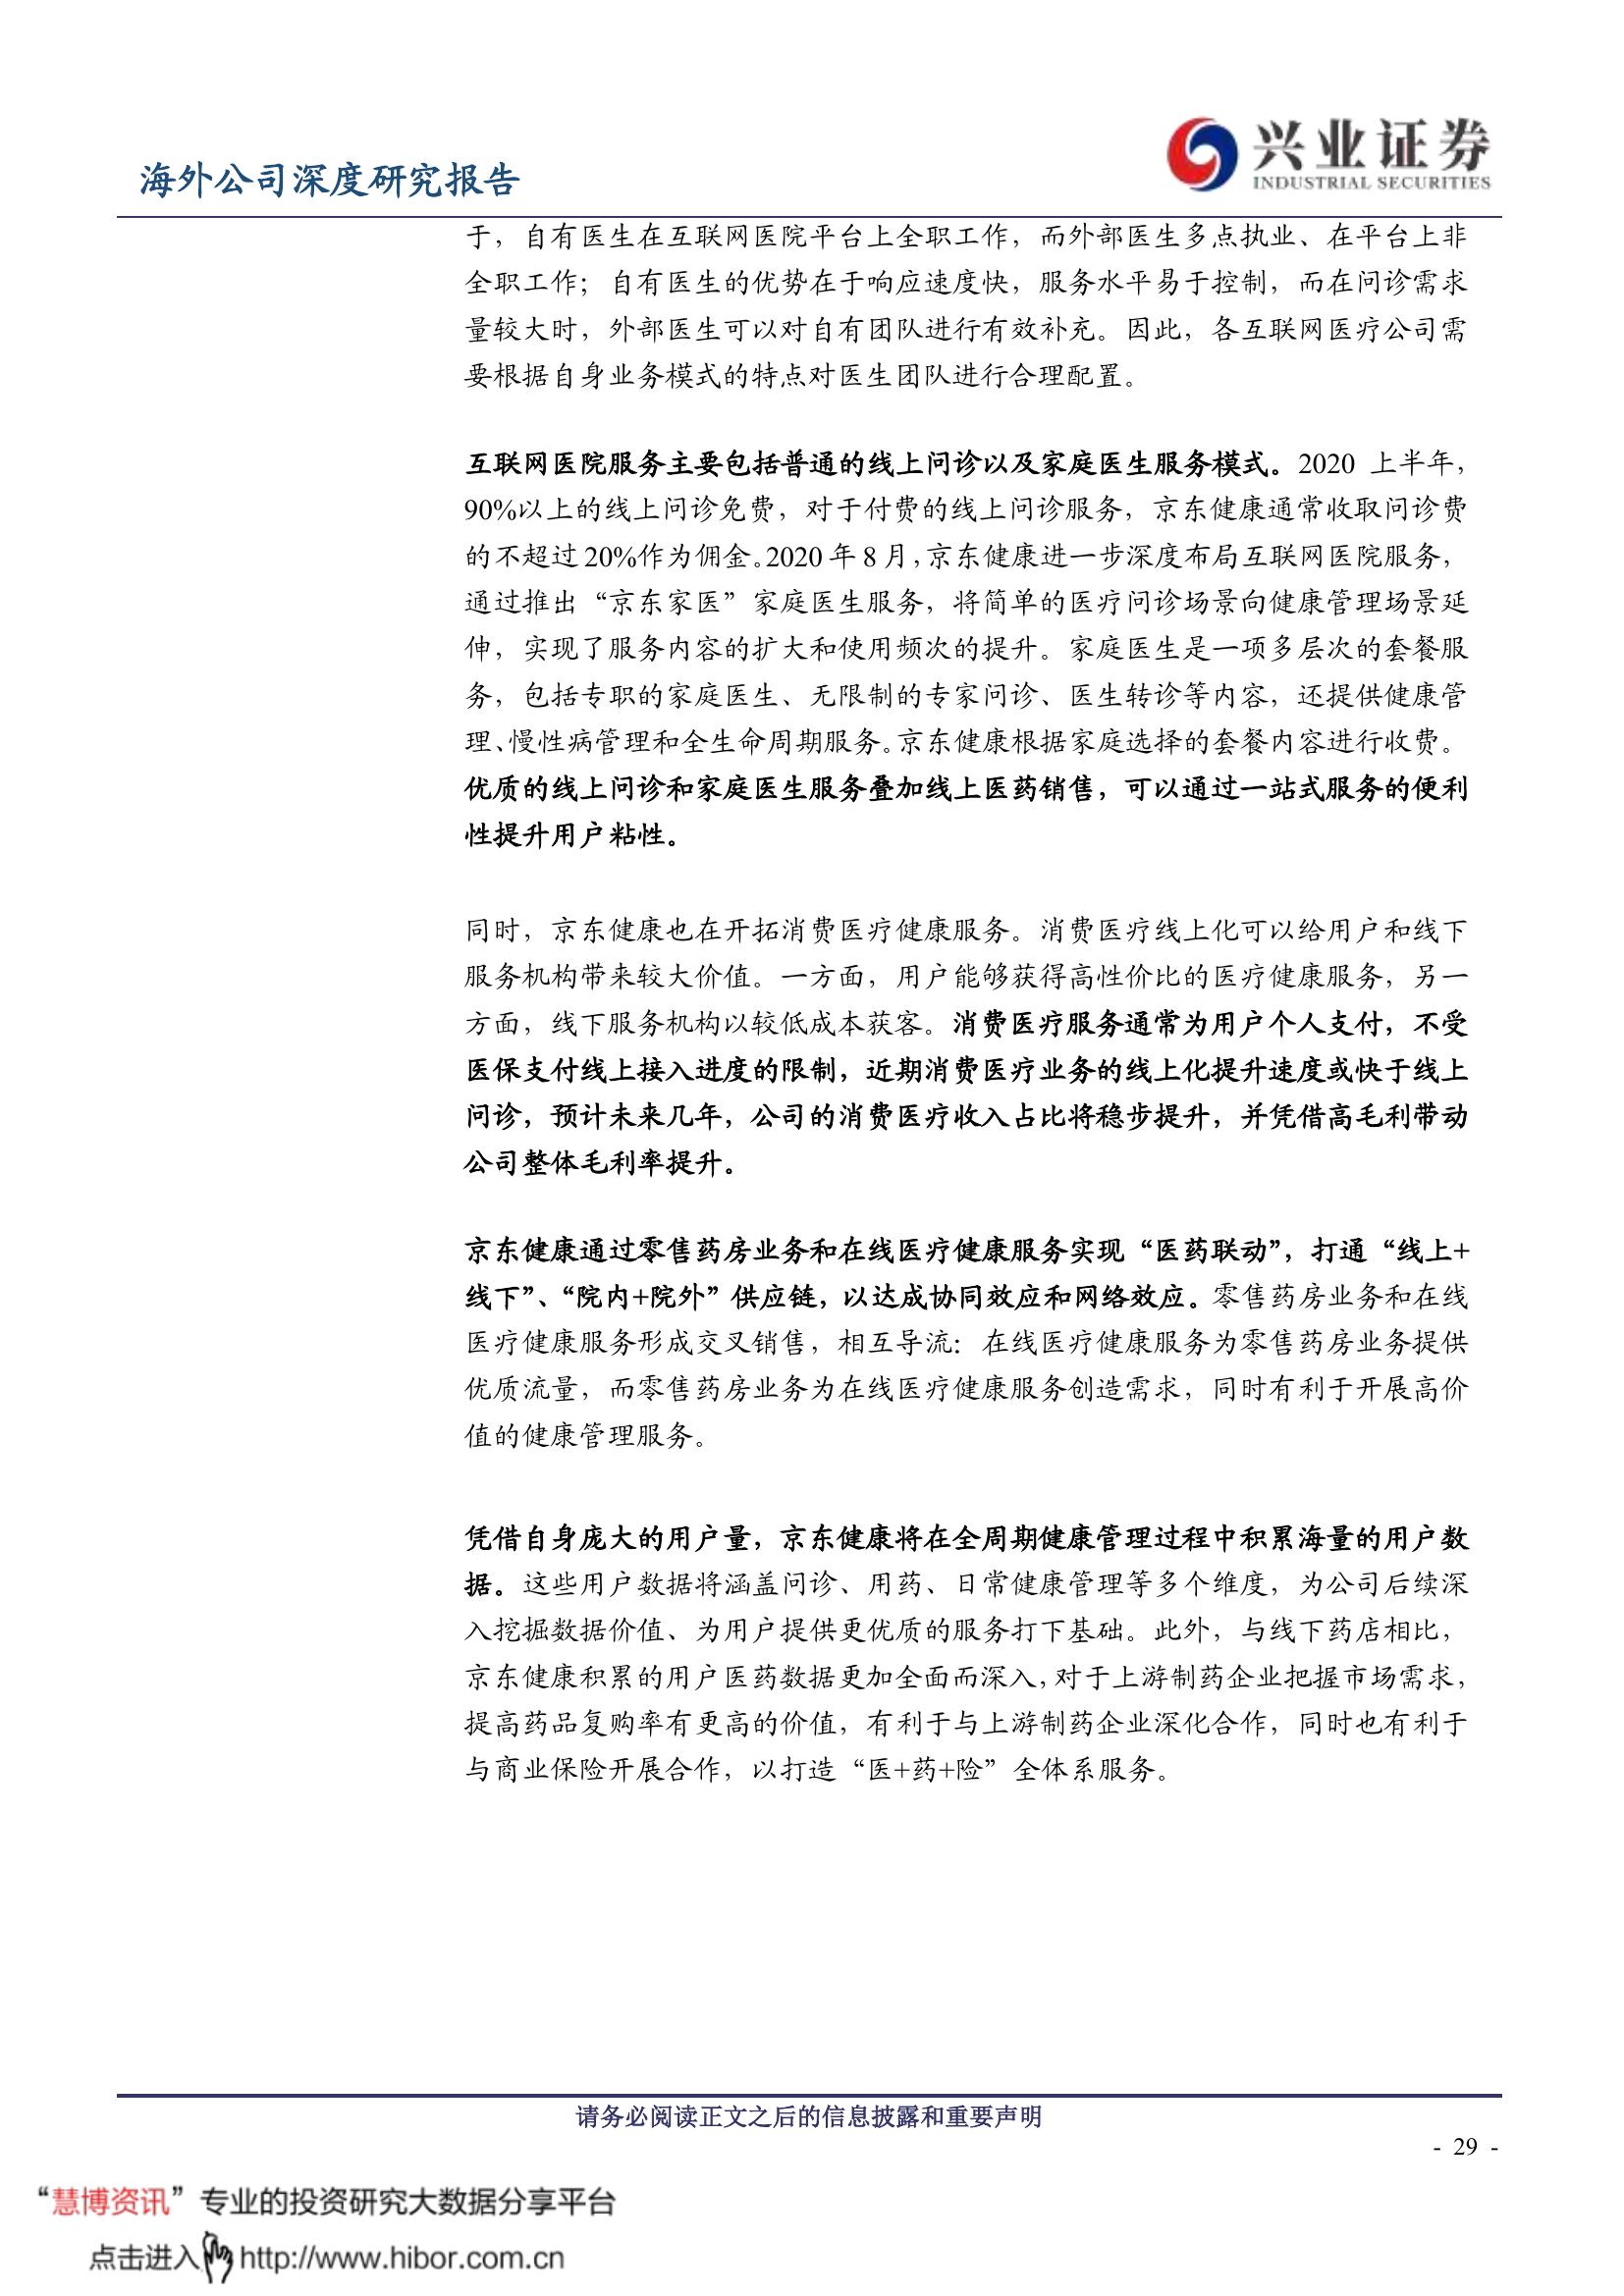 海外公司深度研究报告
兴业证券
INDUSTRIAL SECURITIES
于，自有医生在互联网医院平台上全职工作，而外部医生多点执业、在平台上非
全职工作；自有医生的优势在于响应速度快，服务水平易于控制，而在问诊需求
量较大时，外部医生可以对自有团队进行有效补充。因此，各互联网医疗公司需
要根据自身业务模式的特点对医生团队进行合理配置。
互联网医院服务主要包括普通的线上问诊以及家庭医生服务模式。2020 上半年，
90%以上的线上问诊免费，对于付费的线上问诊服务，京东健康通常收取问诊费
的不超过20%作为佣金。2020年8月，京东健康进一步深度布局互联网医院服务，
通过推出“京东家医”家庭医生服务，将简单的医疗问诊场景向健康管理场景延
伸，实现了服务内容的扩大和使用频次的提升。家庭医生是一项多层次的套餐服
务，包括专职的家庭医生、无限制的专家问诊、医生转诊等内容，还提供健康管
理、慢性病管理和全生命周期服务。京东健康根据家庭选择的套餐内容进行收费。
优质的线上问诊和家庭医生服务叠加线上医药销售，可以通过一站式服务的便利
性提升用户粘性。
同时，京东健康也在开拓消费医疗健康服务。消费医疗线上化可以给用户和线下
服务机构带来较大价值。一方面，用户能够获得高性价比的医疗健康服务，另一
方面，线下服务机构以较低成本获客。消费医疗服务通常为用户个人支付，不受
医保支付线上接入进度的限制，近期消费医疗业务的线上化提升速度或快于线上
问诊，预计未来几年，公司的消费医疗收入占比将稳步提升，并凭借高毛利带动
公司整体毛利率提升。
京东健康通过零售药房业务和在线医疗健康服务实现“医药联动”，打通“线上+
线下”、“院内+院外”供应链，以达成协同效应和网络效应。零售药房业务和在线
医疗健康服务形成交叉销售，相互导流：在线医疗健康服务为零售药房业务提供
优质流量，而零售药房业务为在线医疗健康服务创造需求，同时有利于开展高价
值的健康管理服务。
凭借自身庞大的用户量，京东健康将在全周期健康管理过程中积累海量的用户数
据。这些用户数据将涵盖问诊、用药、日常健康管理等多个维度，为公司后续深
入挖掘数据价值、为用户提供更优质的服务打下基础。此外，与线下药店相比，
京东健康积累的用户医药数据更加全面而深入，对于上游制药企业把握市场需求，
提高药品复购率有更高的价值，有利于与上游制药企业深化合作，同时也有利于
与商业保险开展合作，以打造“医+药+险”全体系服务。
请务必阅读正文之后的信息披露和重要声明
- 29 -
“慧博资讯”专业的投资研究大数据分享平台
点击进入http://www.hibor.com.cn